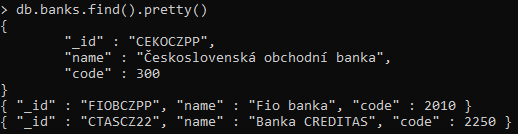 > db.banks.find().pretty()
{
        "_id" : "CEKOCZPP",
        "name" : "Československá obchodní banka",
        "code" : 300
}
{ "_id" : "FIOBCZPP", "name" : "Fio banka", "code" : 2010 }
{ "_id" : "CTASCZ22", "name" : "Banka CREDITAS", "code" : 2250 }